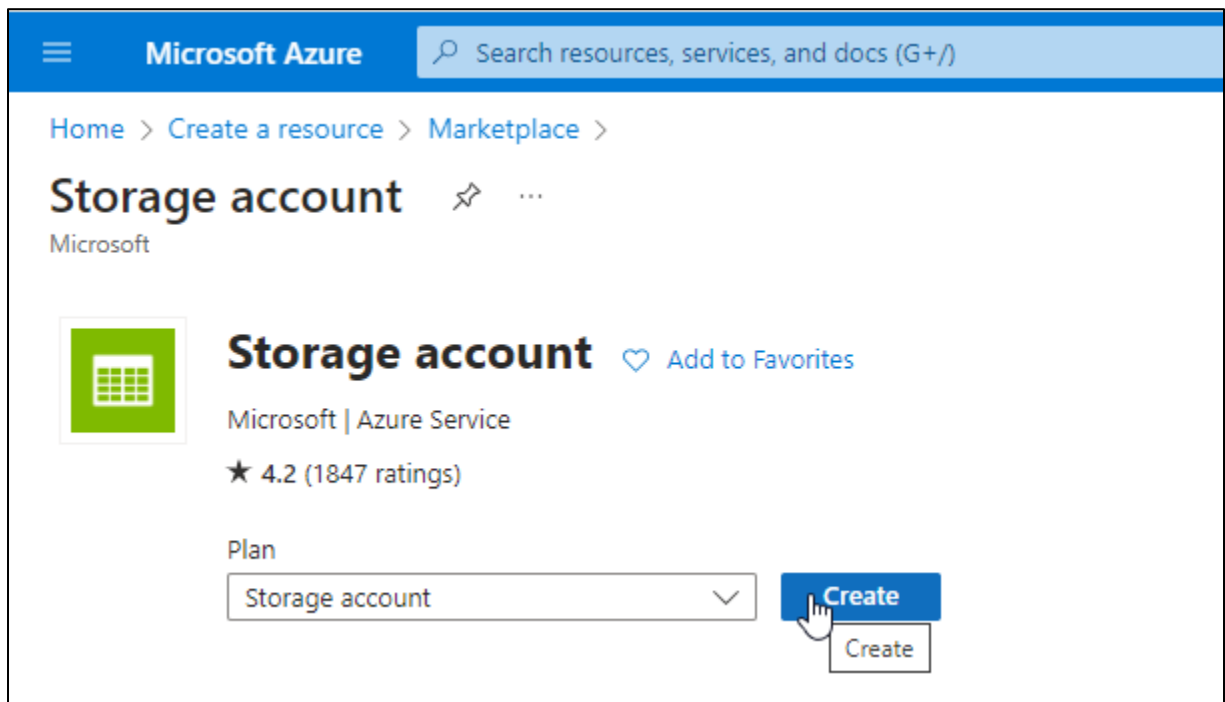 Microsoft Azure Search resources, services, and docs (G+/)
Home > Create a resource > Marketplace >
Storage account ...
Microsoft
Storage account Add to Favorites
Microsoft | Azure Service
★ 4.2 (1847 ratings)
Plan
Storage account Create
Create